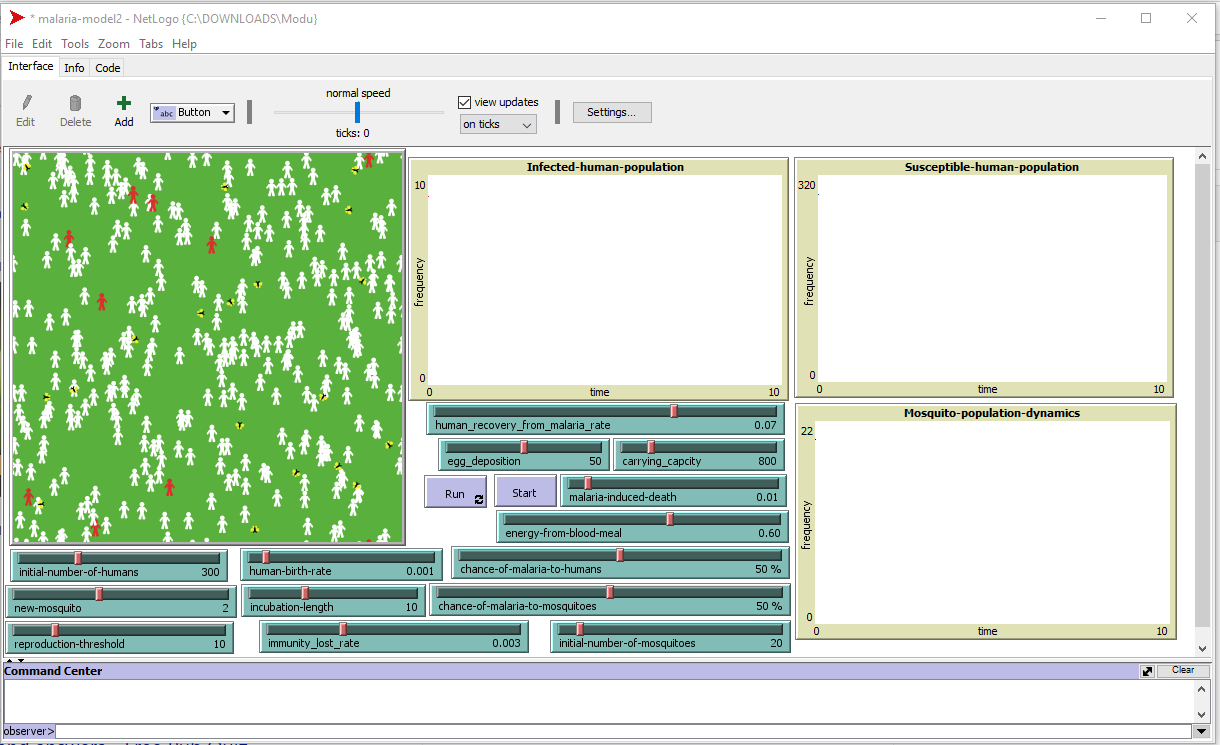 * malaria-model2 - NetLogo {C:\DOWNLOADS\Modu}
File Edit Tools Zoom Tabs Help
Interface Info Code
Edit Delete Add abc Button
normal speed
ticks: 0
view updates
on ticks
Settings...
Infected-human-population
10
frequency
0
0 time 10
Susceptible-human-population
320
frequency
0
0 time 10
human_recovery_from_malaria_rate 0.07
egg_deposition 50
carrying_capcity 800
Run
Start
malaria-induced-death 0.01
energy-from-blood-meal 0.60
Mosquito-population-dynamics
22
frequency
0
0 time 10
initial-number-of-humans 300
human-birth-rate 0.001
chance-of-malaria-to-humans 50 %
new-mosquito 2
incubation-length 10
chance-of-malaria-to-mosquitoes 50 %
reproduction-threshold 10
immunity_lost_rate 0.003
initial-number-of-mosquitoes 20
Command Center
Clear
observer>